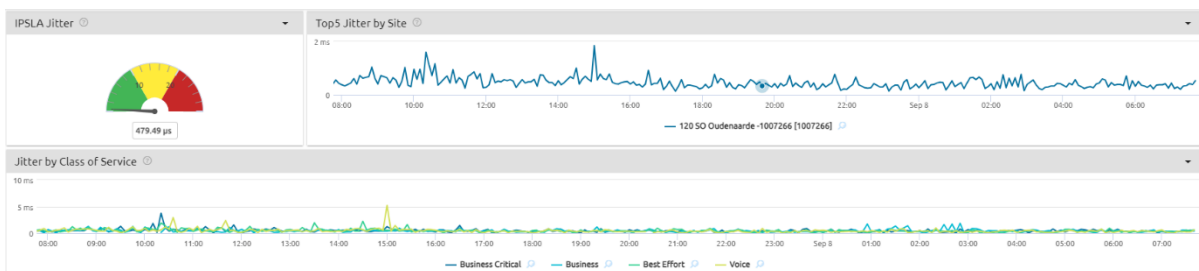 IPSLA Jitter
10
20
479.49 µs
Top5 Jitter by Site
2 ms
0
08:00 10:00 12:00 14:00 16:00 18:00 20:00 22:00 Sep 8 02:00 04:00 06:00
120 SO Oudenaarde -1007266 [1007266]
Jitter by Class of Service
10 ms
5 ms
0
08:00 09:00 10:00 11:00 12:00 13:00 14:00 15:00 16:00 17:00 18:00 19:00 20:00 21:00 22:00 23:00 Sep 8 01:00 02:00 03:00 04:00 05:00 06:00 07:00
Business Critical Business Best Effort Voice